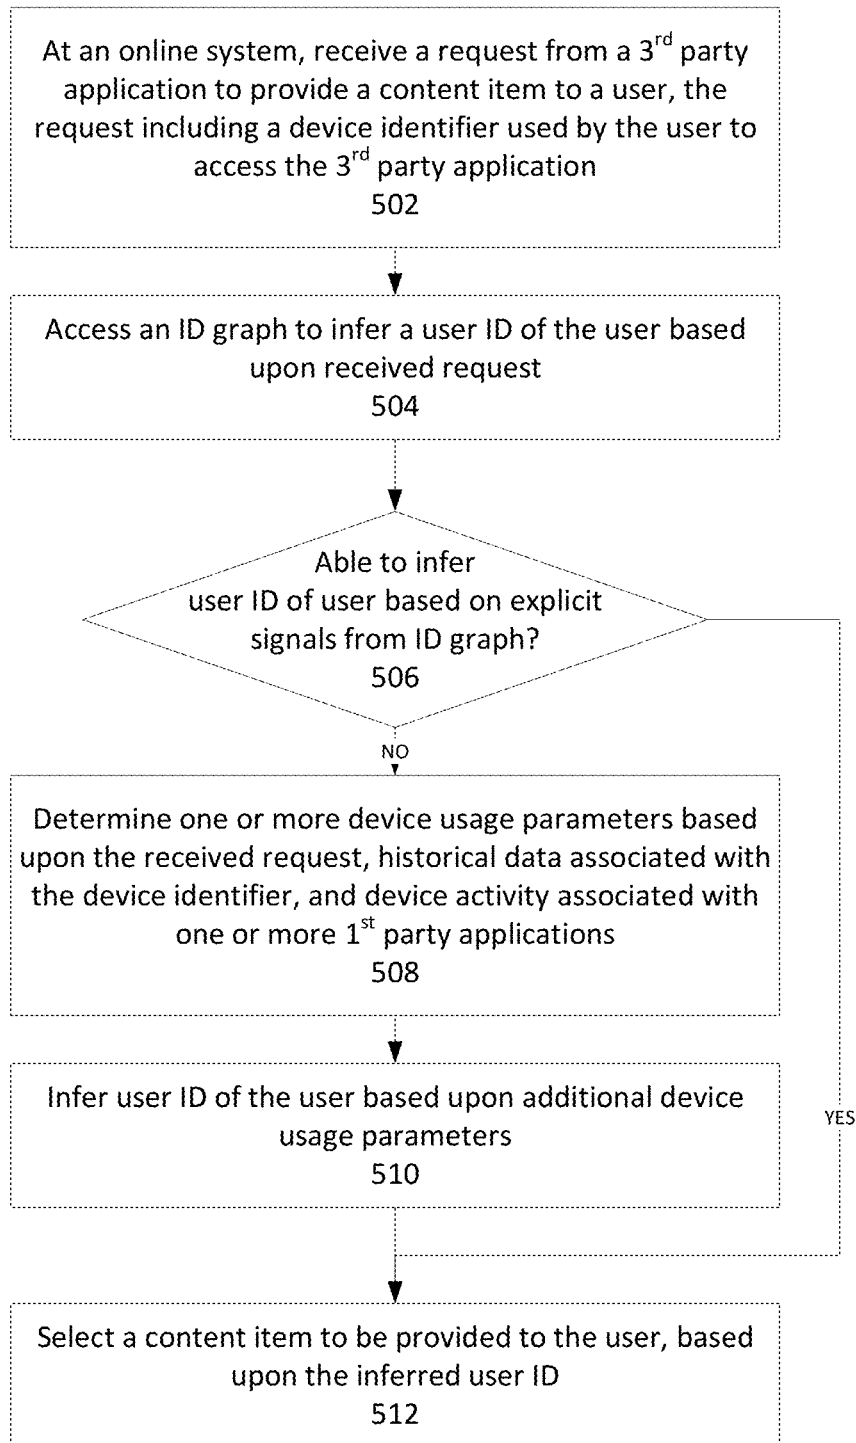 At an online system, receive a request from a 3rd party
application to provide a content item to a user, the
request including a device identifier used by the user to
access the 3rd party application
502
Access an ID graph to infer a user ID of the user based
upon received request
504
Able to infer
user ID of user based on explicit
signals from ID graph?
506
NO
Determine one or more device usage parameters based
upon the received request, historical data associated with
the device identifier, and device activity associated with
one or more 1st party applications
508
Infer user ID of the user based upon additional device
usage parameters
510
YES
Select a content item to be provided to the user, based
upon the inferred user ID
512